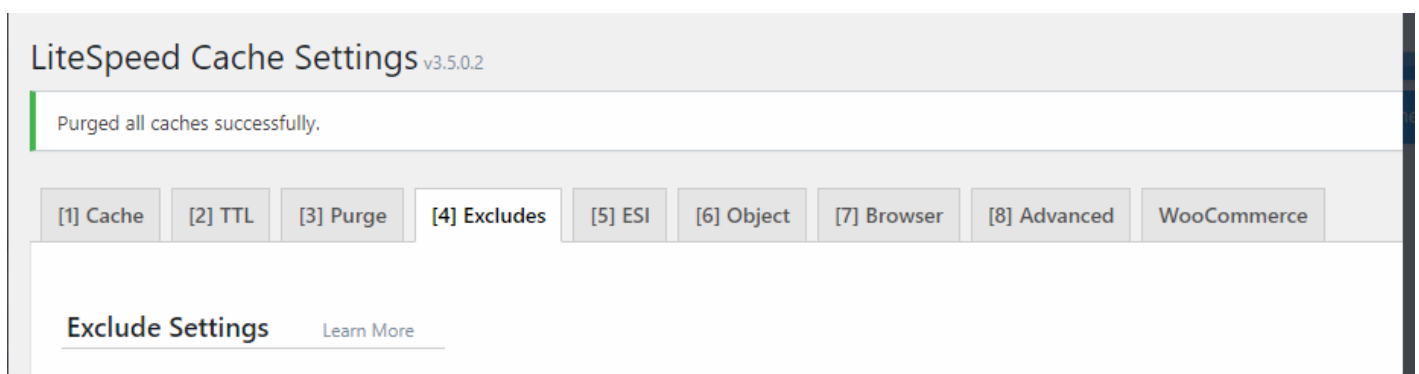 LiteSpeed Cache Settings v3.5.0.2
Purged all caches successfully.
[1] Cache [2] TTL [3] Purge [4] Excludes [5] ESI [6] Object [7] Browser [8] Advanced WooCommerce
Exclude Settings Learn More